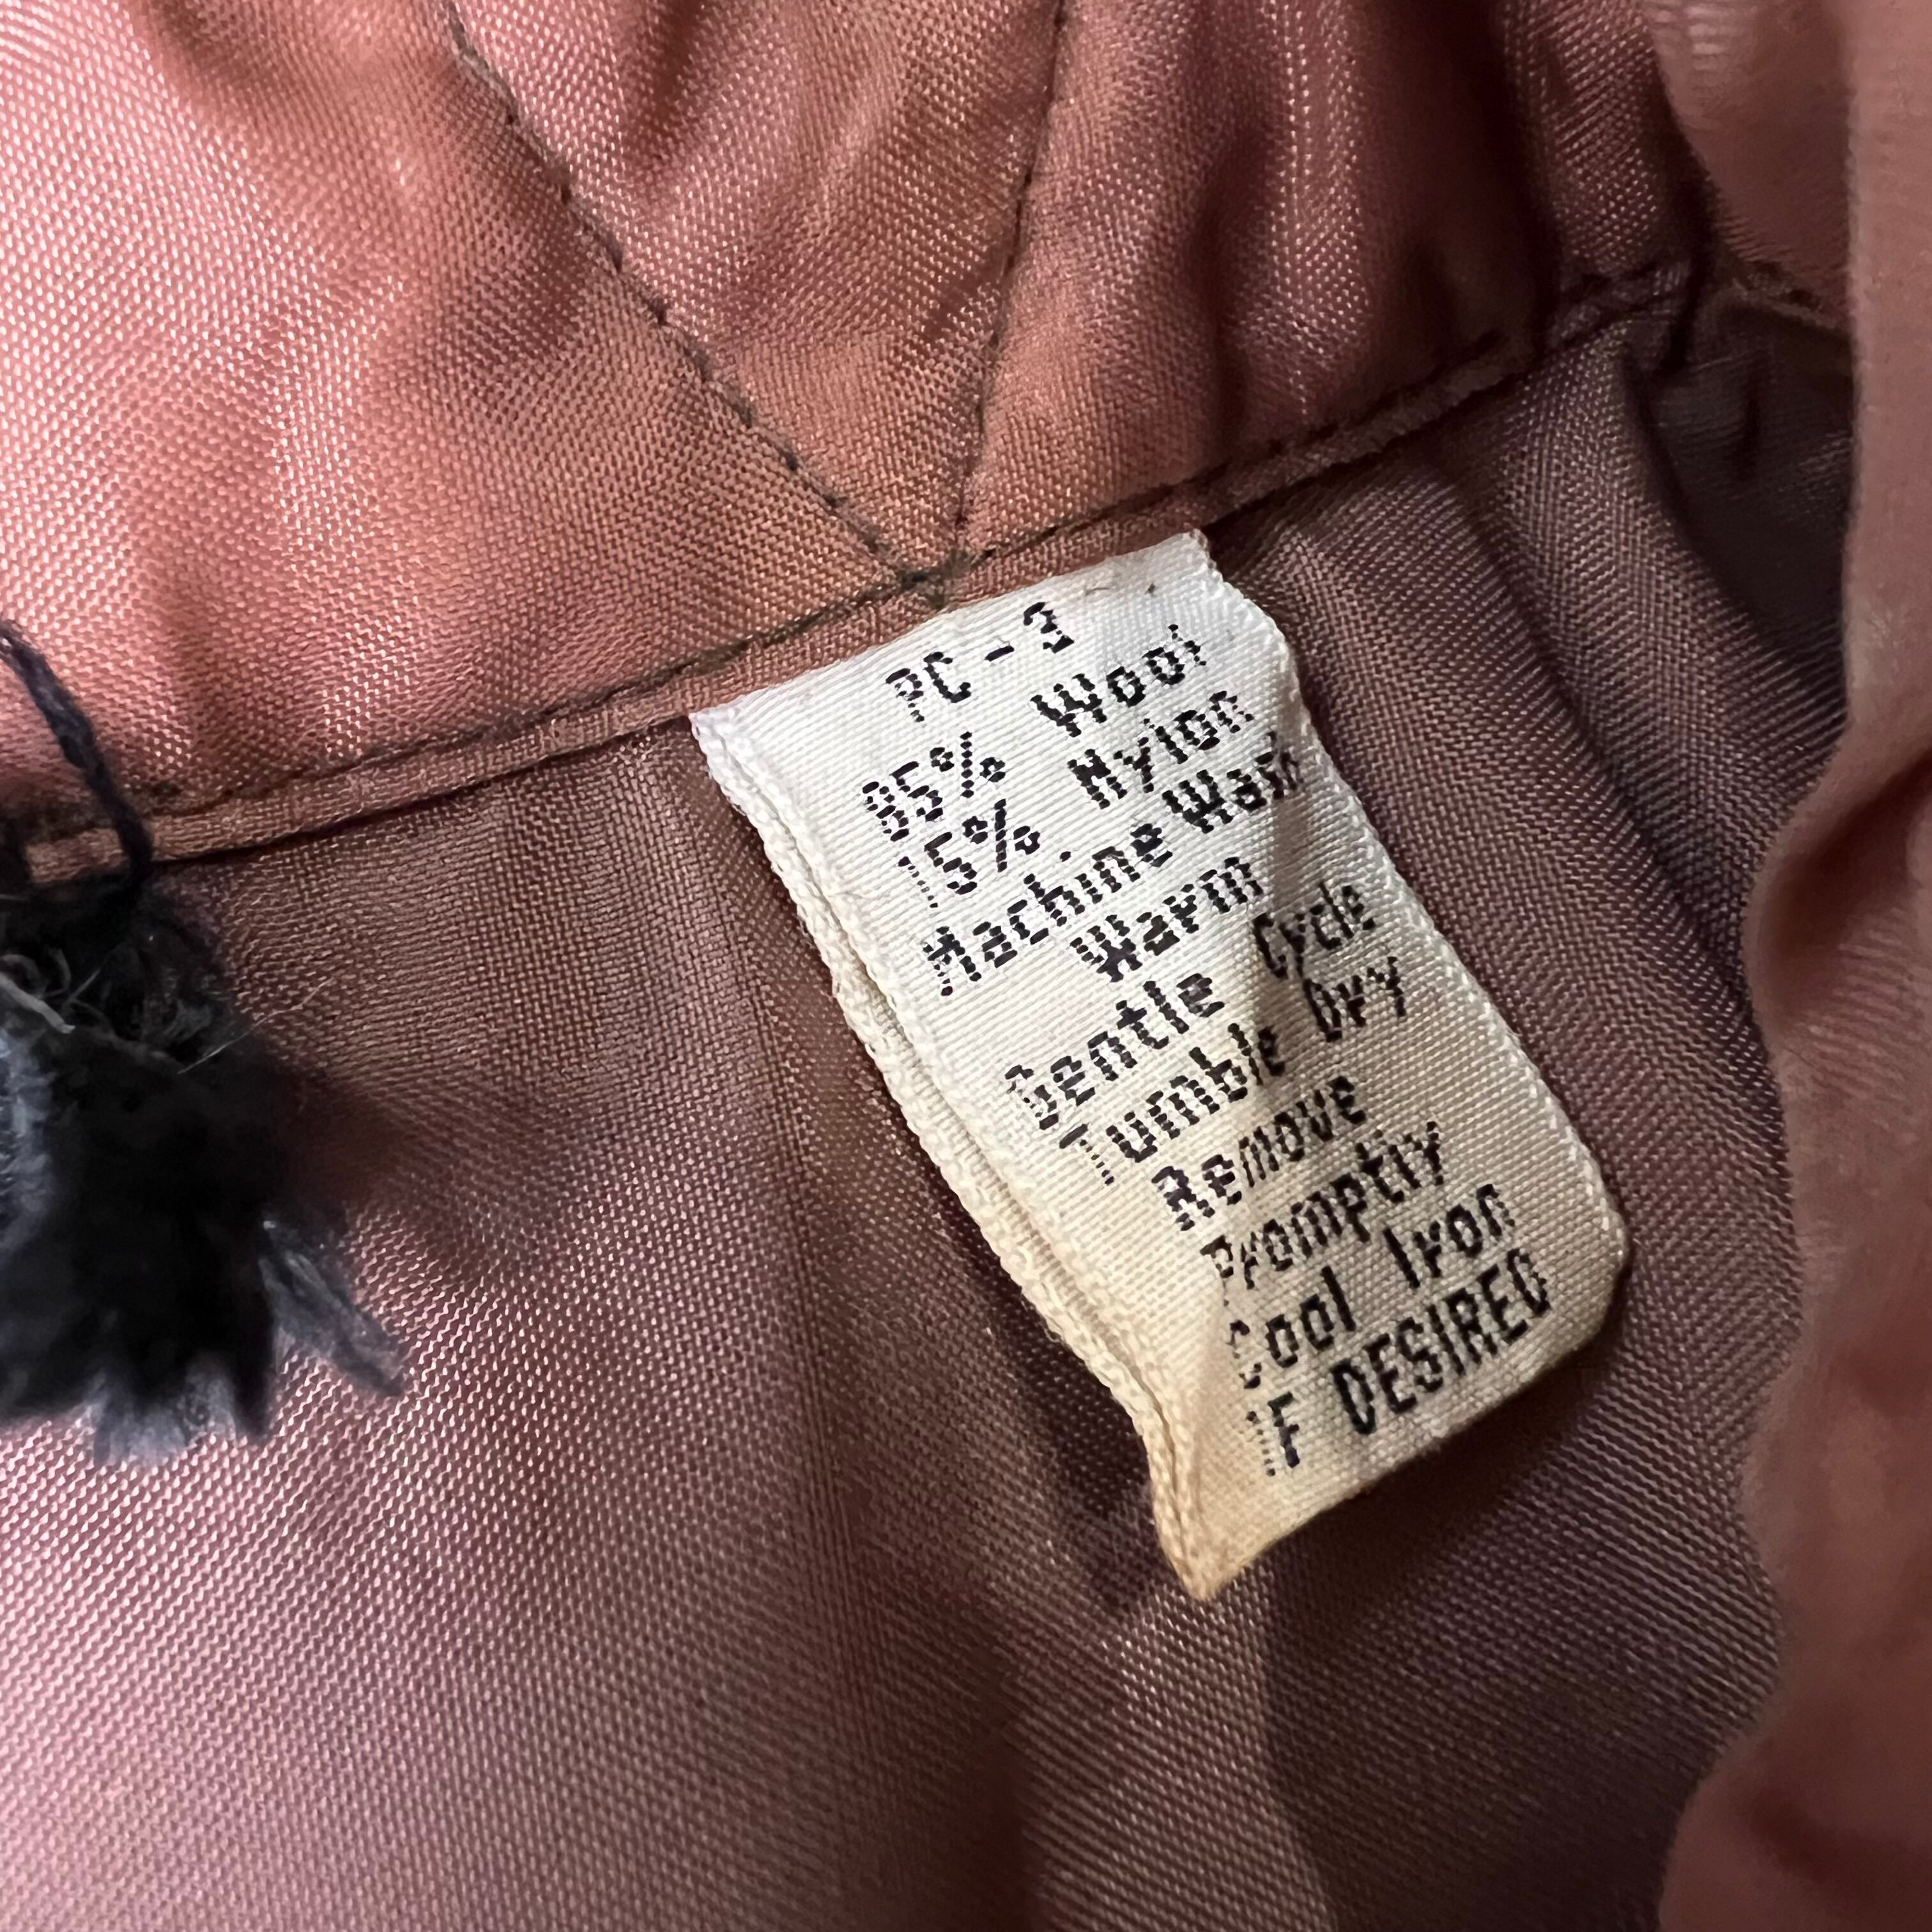 PC-3
85% Wool
15% Nylon
Machine Wash
Warm
Gentle Cycle
Tumble Dry
Remove
Promptly
Cool Iron
IF DESIRED